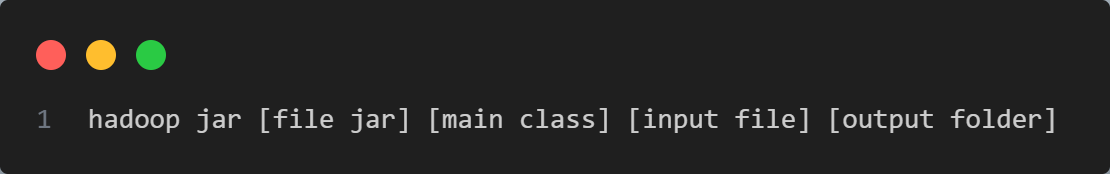 1 hadoop jar [file jar] [main class] [input file] [output folder]